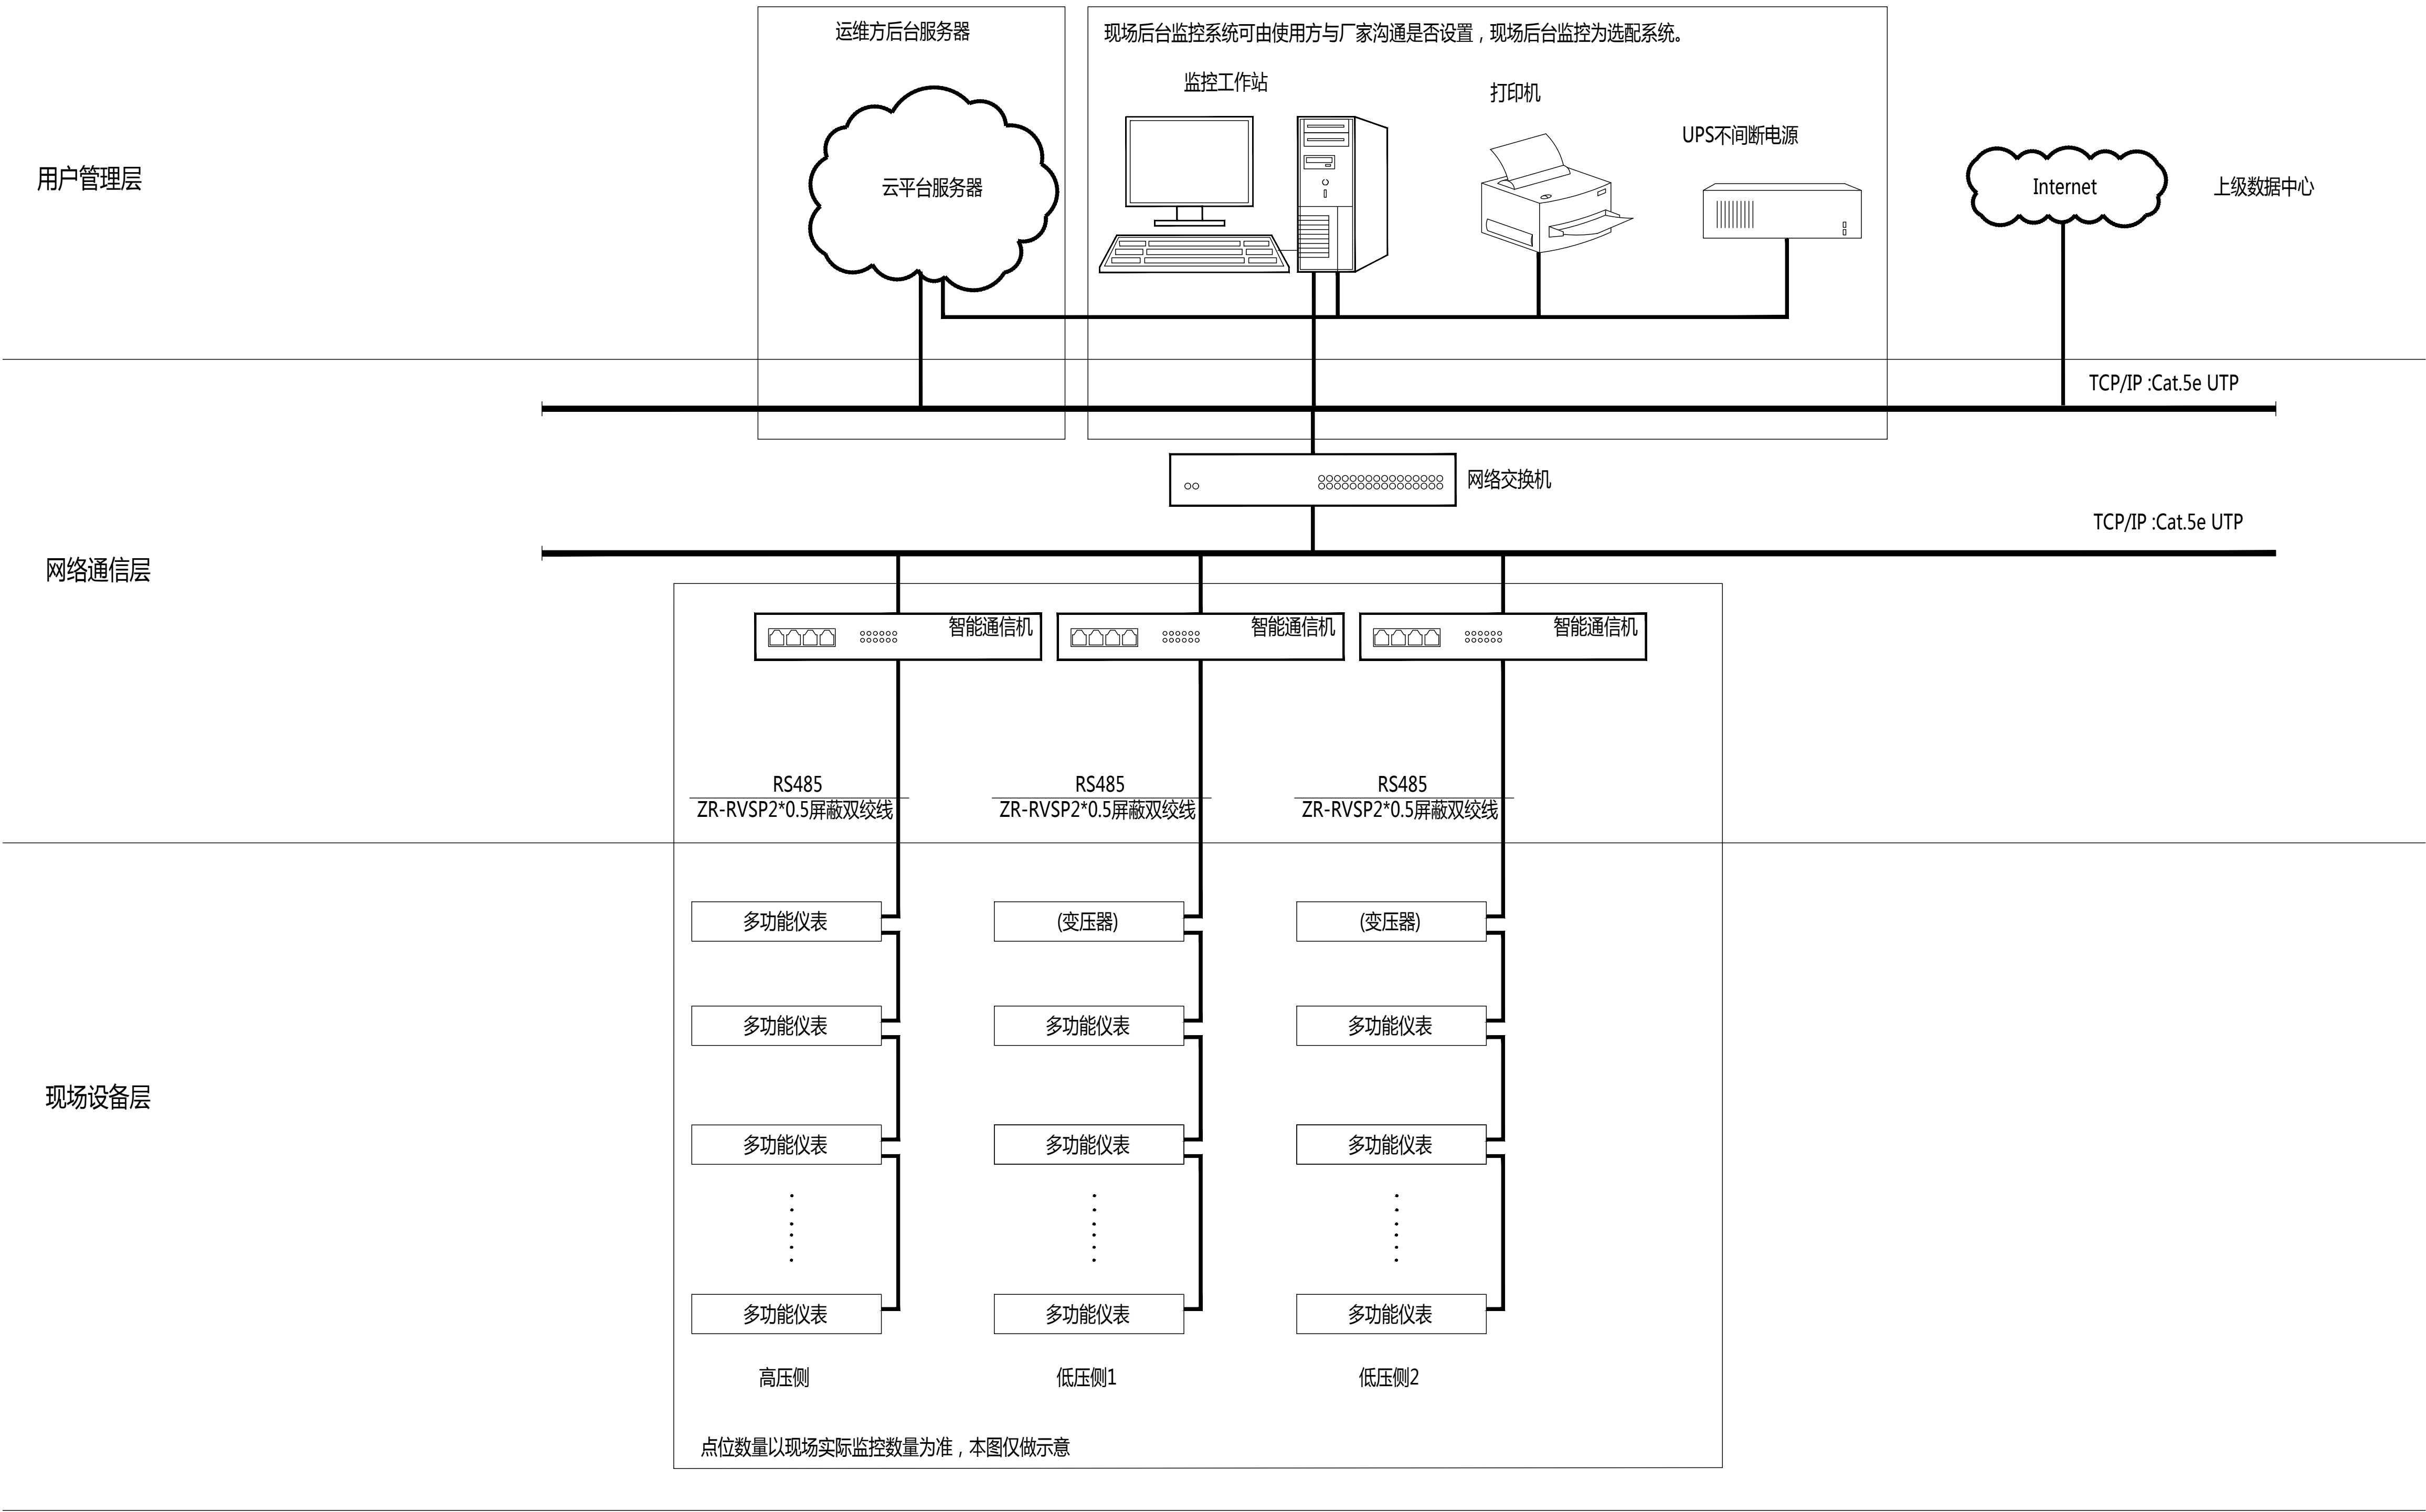 运维方后台服务器
现场后台监控系统可由使用方与厂家沟通是否设置，现场后台监控为选配系统。
监控工作站
打印机
UPS不间断电源
用户管理层
云平台服务器
Internet
上级数据中心
TCP/IP :Cat.5e UTP
网络交换机
TCP/IP :Cat.5e UTP
网络通信层
智能通信机
智能通信机
智能通信机
RS485
ZR-RVSP2*0.5屏蔽双绞线
RS485
ZR-RVSP2*0.5屏蔽双绞线
RS485
ZR-RVSP2*0.5屏蔽双绞线
现场设备层
多功能仪表
(变压器)
(变压器)
多功能仪表
多功能仪表
多功能仪表
多功能仪表
多功能仪表
多功能仪表
多功能仪表
多功能仪表
多功能仪表
高压侧
低压侧1
低压侧2
点位数量以现场实际监控数量为准，本图仅做示意